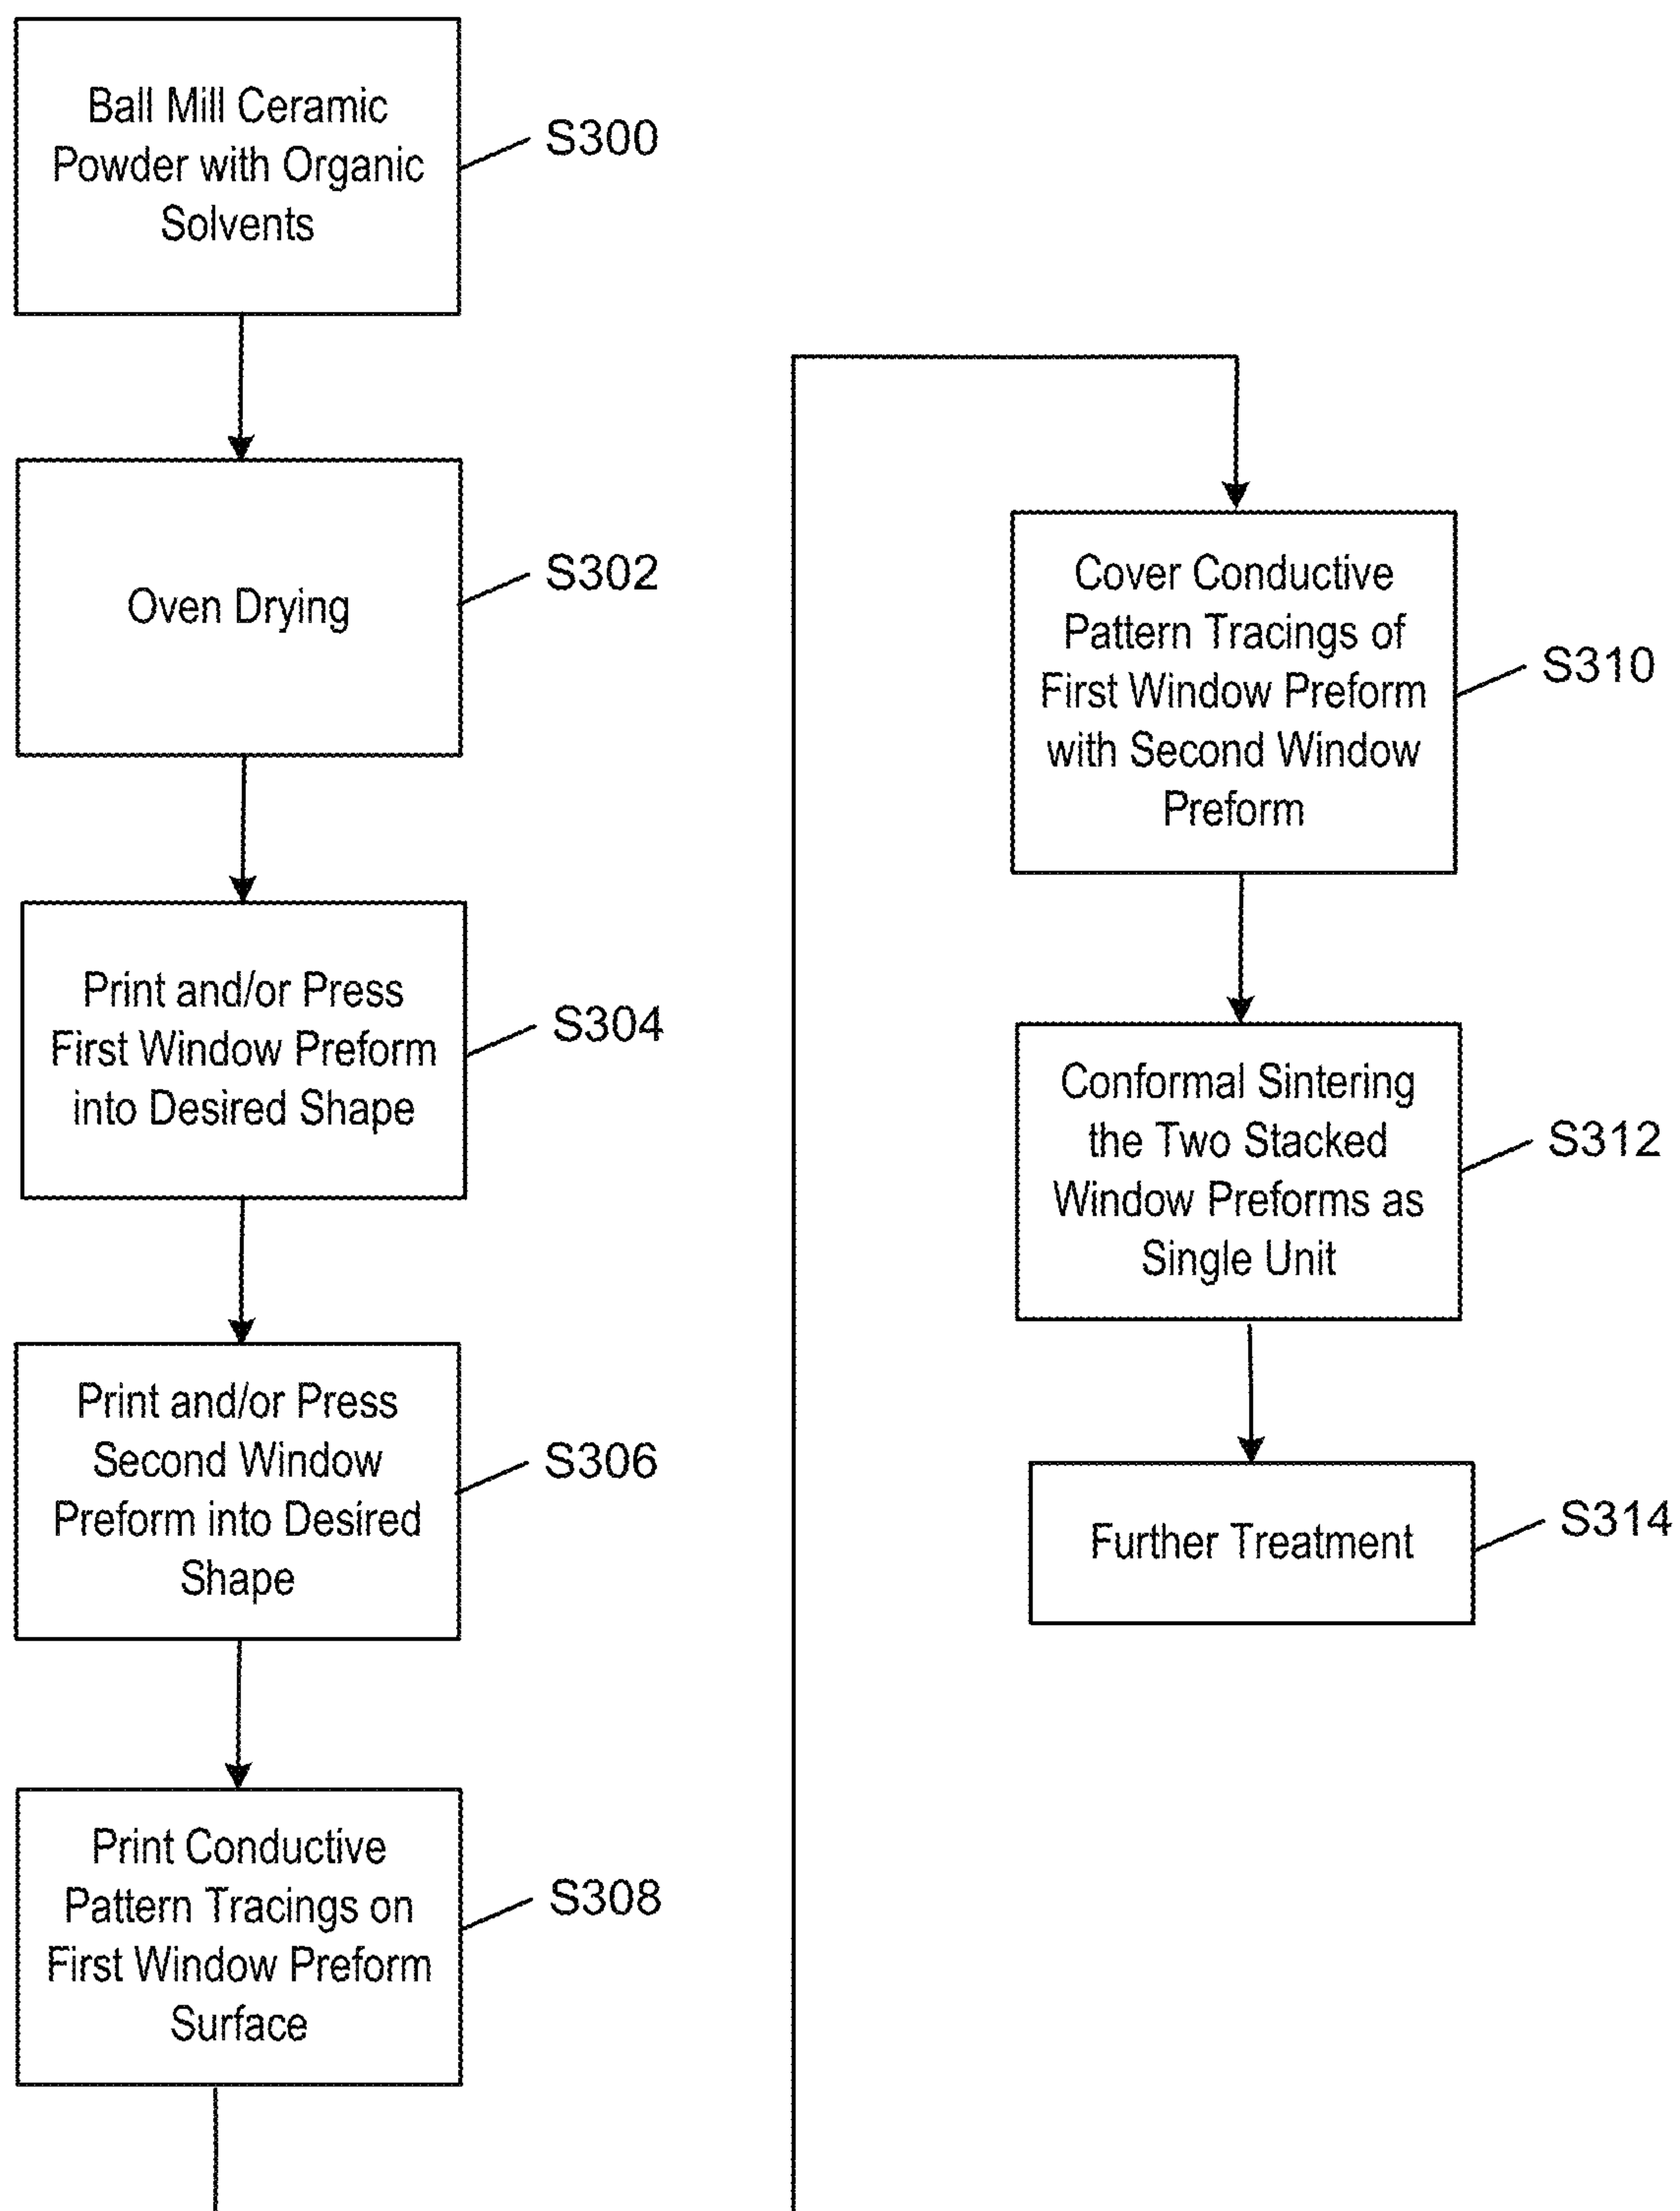 Ball Mill Ceramic
Powder with Organic
Solvents
S300
Oven Drying
S302
Print and/or Press
First Window Preform
into Desired Shape
S304
Print and/or Press
Second Window
Preform into Desired
Shape
S306
Print Conductive
Pattern Tracings on
First Window Preform
Surface
S308
Cover Conductive
Pattern Tracings of
First Window Preform
with Second Window
Preform
S310
Conformal Sintering
the Two Stacked
Window Preforms as
Single Unit
S312
Further Treatment
S314